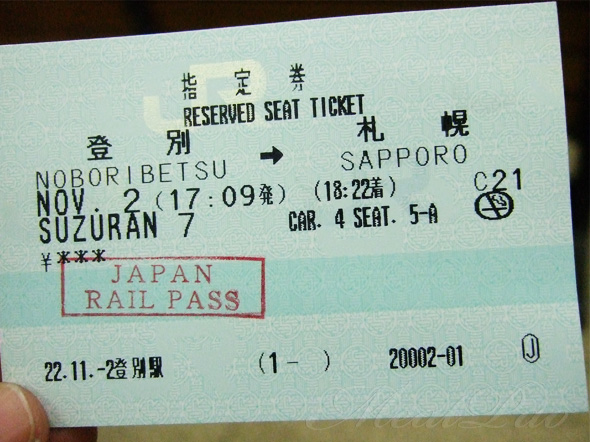 指定券
RESERVED SEAT TICKET
登別 → 札幌
NOBORIBETSU SAPPORO
NOV. 2 (17:09発) (18:22着) C21
SUZURAN 7 CAR. 4 SEAT. 5-A
¥***
JAPAN
RAIL PASS
22.11.-2登別駅 (1- ) 20002-01 J